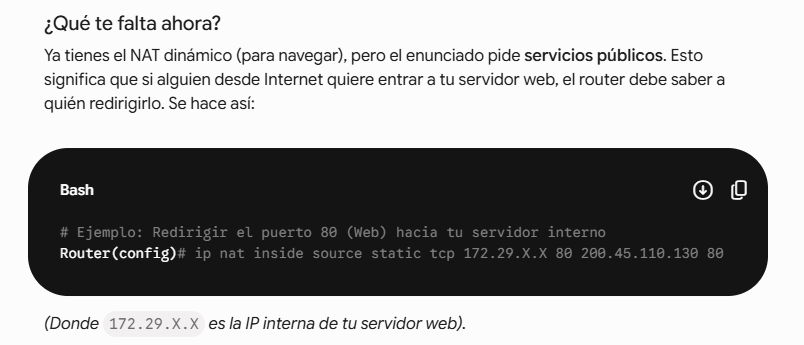 ¿Qué te falta ahora?
Ya tienes el NAT dinámico (para navegar), pero el enunciado pide servicios públicos. Esto
significa que si alguien desde Internet quiere entrar a tu servidor web, el router debe saber a
quién redirigirlo. Se hace así:
Bash
# Ejemplo: Redirigir el puerto 80 (Web) hacia tu servidor interno
Router(config)# ip nat inside source static tcp 172.29.X.X 80 200.45.110.130 80
(Donde 172.29.X.X es la IP interna de tu servidor web).